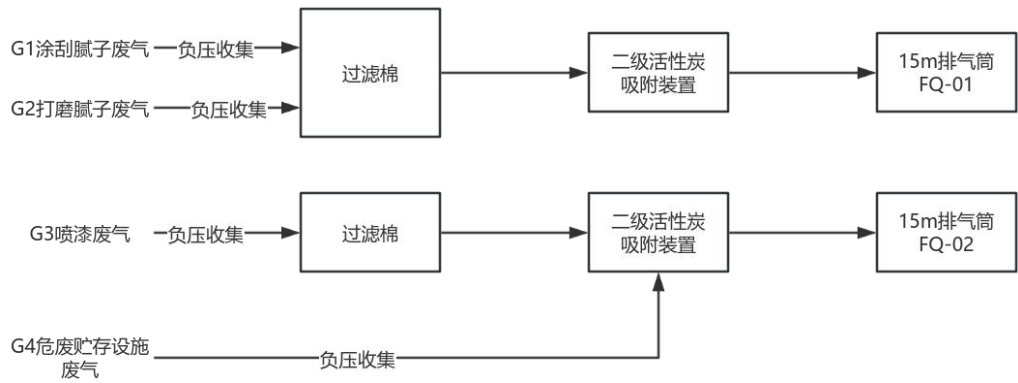 G1涂刮腻子废气
负压收集
过滤棉
二级活性炭
吸附装置
15m排气筒
FQ-01
G2打磨腻子废气
负压收集
G3喷漆废气
负压收集
过滤棉
二级活性炭
吸附装置
15m排气筒
FQ-02
G4危废贮存设施
废气
负压收集